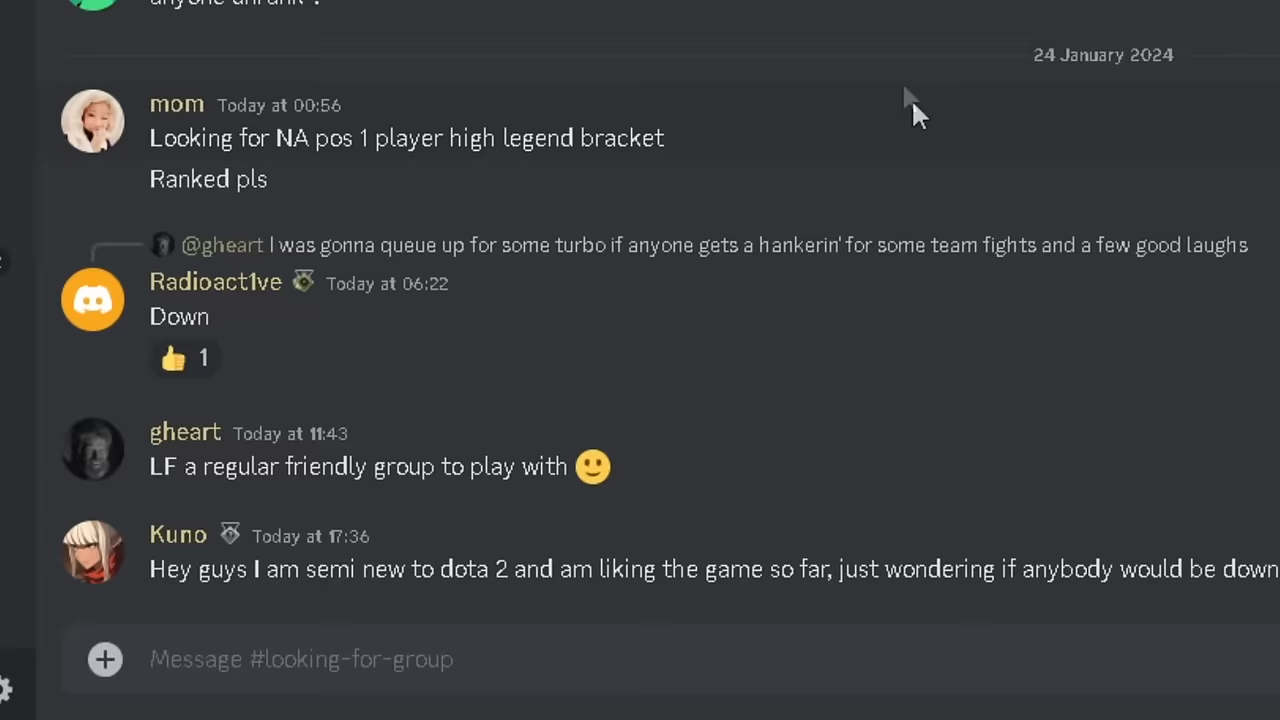 anyone unrank ?
24 January 2024
mom Today at 00:56
Looking for NA pos 1 player high legend bracket
Ranked pls
@gheart I was gonna queue up for some turbo if anyone gets a hankerin' for some team fights and a few good laughs
Radioact1ve Today at 06:22
Down
👍 1
gheart Today at 11:43
LF a regular friendly group to play with 🙂
Kuno Today at 17:36
Hey guys I am semi new to dota 2 and am liking the game so far, just wondering if anybody would be down
Message #looking-for-group